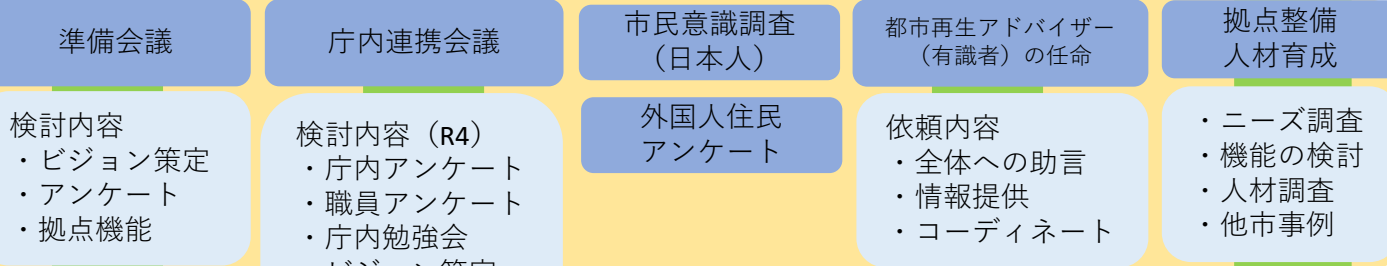 準備会議
検討内容
・ビジョン策定
・アンケート
・拠点機能
庁内連携会議
検討内容（R4）
・庁内アンケート
・職員アンケート
・庁内勉強会
・ビジョン策定
市民意識調査
（日本人）
外国人住民
アンケート
都市再生アドバイザー
（有識者）の任命
依頼内容
・全体への助言
・情報提供
・コーディネート
拠点整備
人材育成
・ニーズ調査
・機能の検討
・人材調査
・他市事例